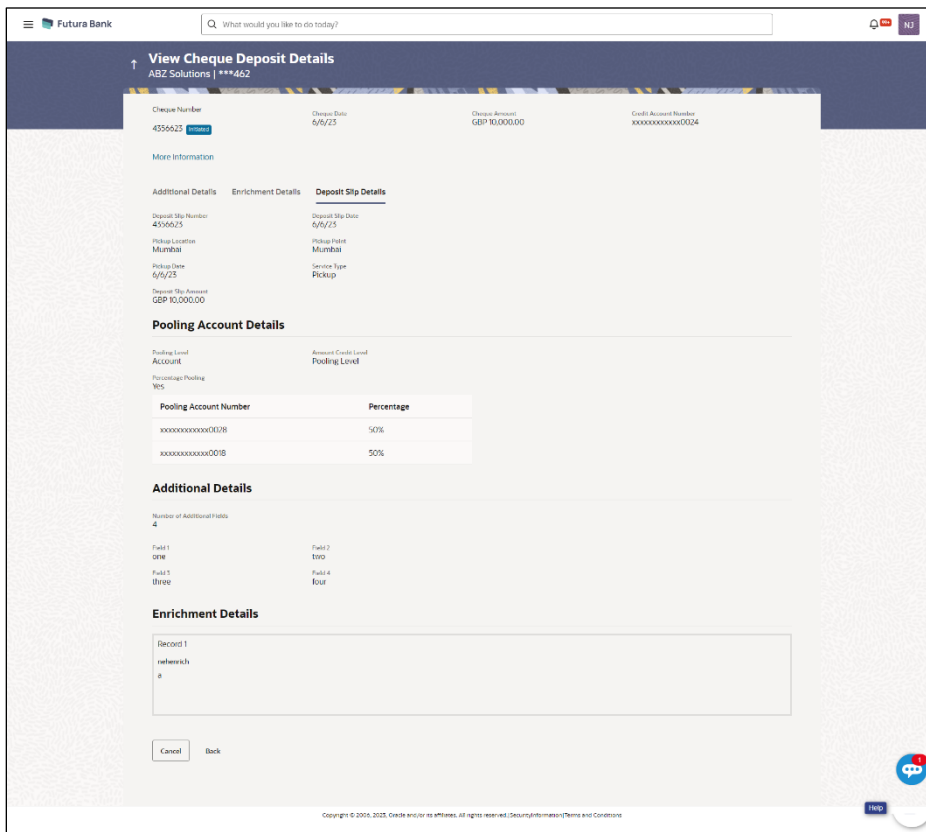 Futura Bank
What would you like to do today?
99+
NJ
View Cheque Deposit Details
ABZ Solutions | ***462
Cheque Number Cheque Date Cheque Amount Credit Account Number
4356623 Initiated 6/6/23 GBP 10,000.00 xxxxxxxxxxxx0024
More Information
Additional Details Enrichment Details Deposit Slip Details
Deposit Slip Number Deposit Slip Date
4356623 6/6/23
Pickup Location Pickup Point
Mumbai Mumbai
Pickup Date Service Type
6/6/23 Pickup
Deposit Slip Amount
GBP 10,000.00
Pooling Account Details
Pooling Level Amount Credit Level
Account Pooling Level
Percentage Pooling
Yes
Pooling Account Number Percentage
xxxxxxxxxxxx0028 50%
xxxxxxxxxxxx0018 50%
Additional Details
Number of Additional Fields
4
Field 1 Field 2
one two
Field 3 Field 4
three four
Enrichment Details
Record 1
nehenrich
a
Cancel Back
1
Help
Copyright © 2006, 2023, Oracle and/or its affiliates. All rights reserved.|SecurityInformation|Terms and Conditions